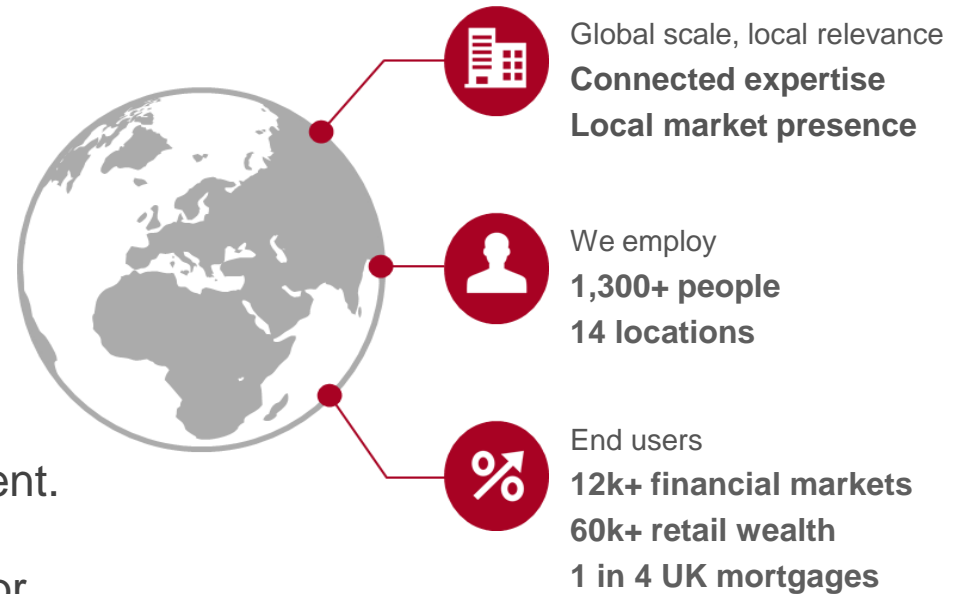 Global scale, local relevance
Connected expertise
Local market presence
We employ
1,300+ people
14 locations
End users
12k+ financial markets
60k+ retail wealth
1 in 4 UK mortgages